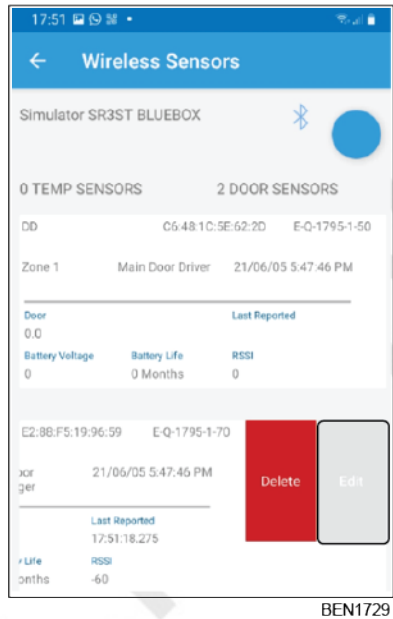 17:51
Wireless Sensors
Simulator SR3ST BLUEBOX
0 TEMP SENSORS 2 DOOR SENSORS
DD C6:48:1C:5E:62:2D E-Q-1795-1-50
Zone 1 Main Door Driver 21/06/05 5:47:46 PM
Door Last Reported
0.0
Battery Voltage Battery Life RSSI
0 0 Months 0
E2:88:F5:19:96:59 E-Q-1795-1-70
oor 21/06/05 5:47:46 PM
ger
Delete Edit
Last Reported
17:51:18.275
Life RSSI
onths -60
BEN1729